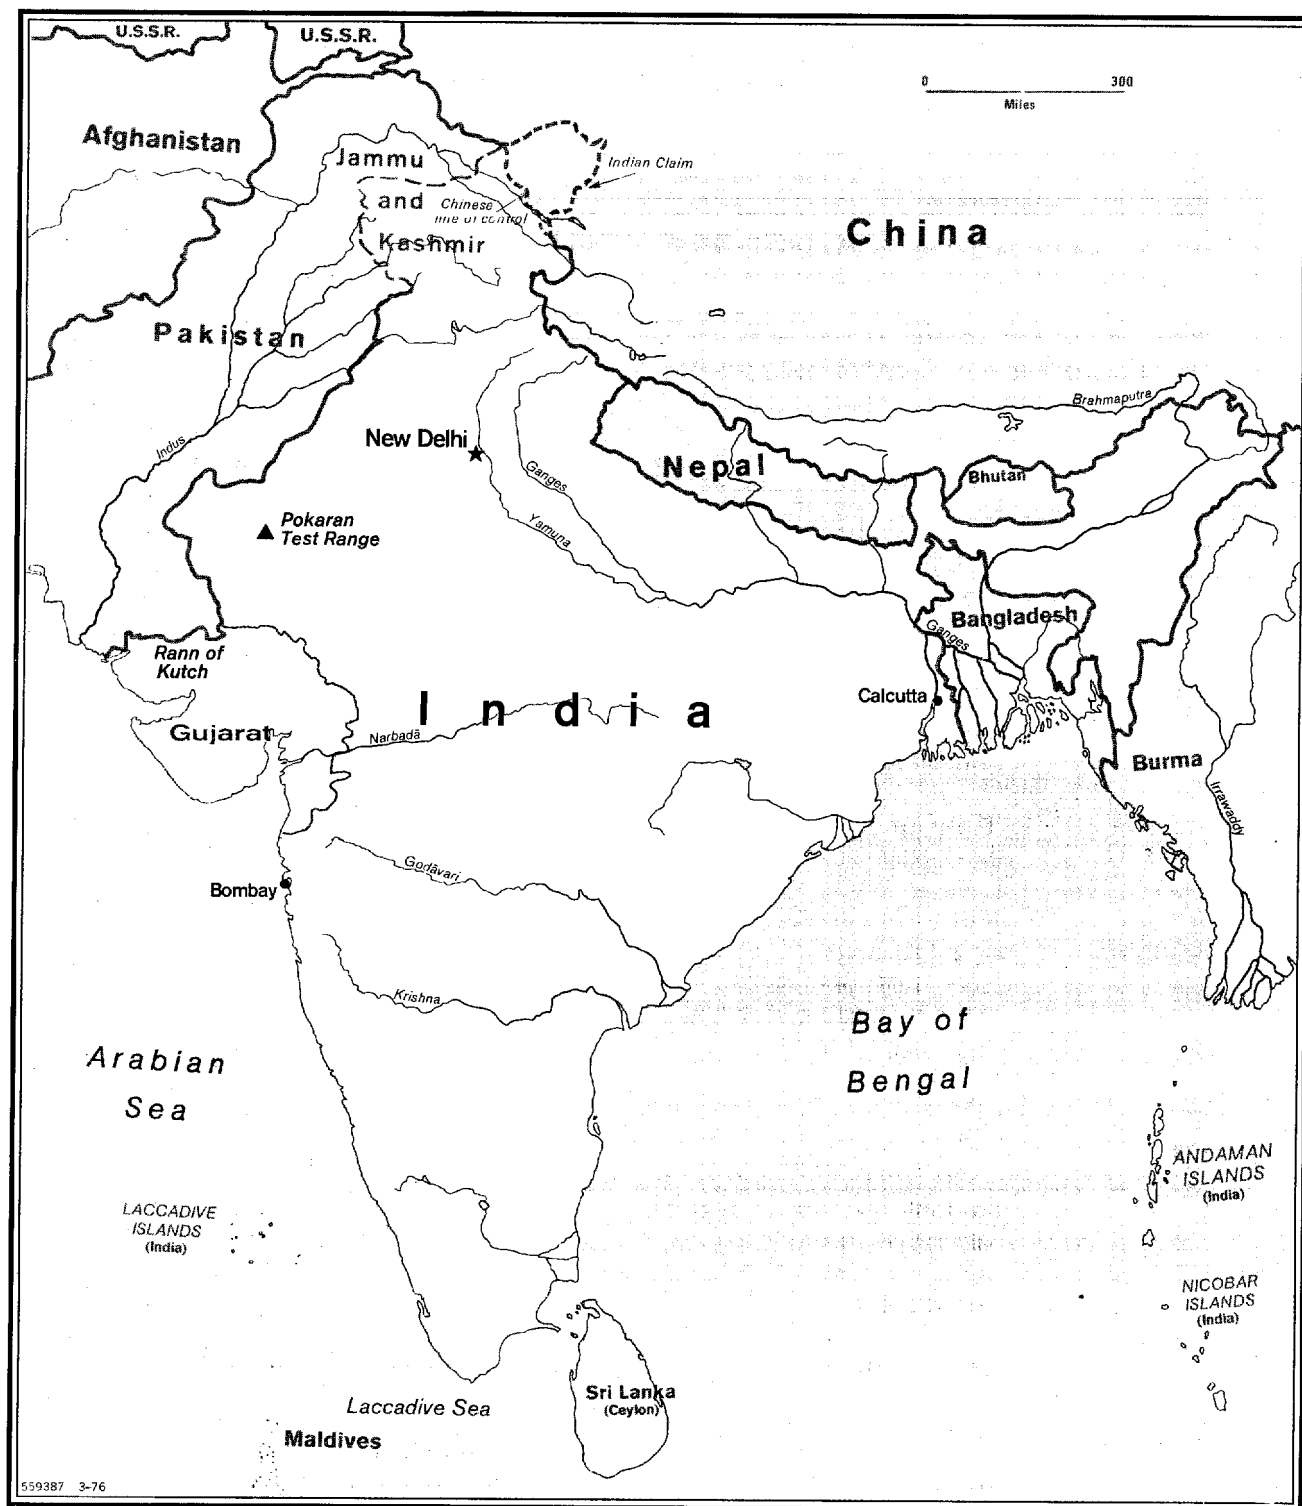 U.S.S.R.
U.S.S.R.
0 300
Miles
Afghanistan
Jammu
and
Kashmir
Indian Claim
Chinese
line of control
China
Pakistan
Indus
New Delhi
Ganges
Yamuna
Nepal
Brahmaputra
Bhutan
Pokaran
Test Range
Bangladesh
Ganges
Rann of
Kutch
India
Calcutta
Gujarat
Narbadā
Burma
Irrawaddy
Godāvari
Bombay
Krishna
Bay of
Bengal
Arabian
Sea
ANDAMAN
ISLANDS
(India)
LACCADIVE
ISLANDS
(India)
NICOBAR
ISLANDS
(India)
Sri Lanka
(Ceylon)
Laccadive Sea
Maldives
559387 3-76